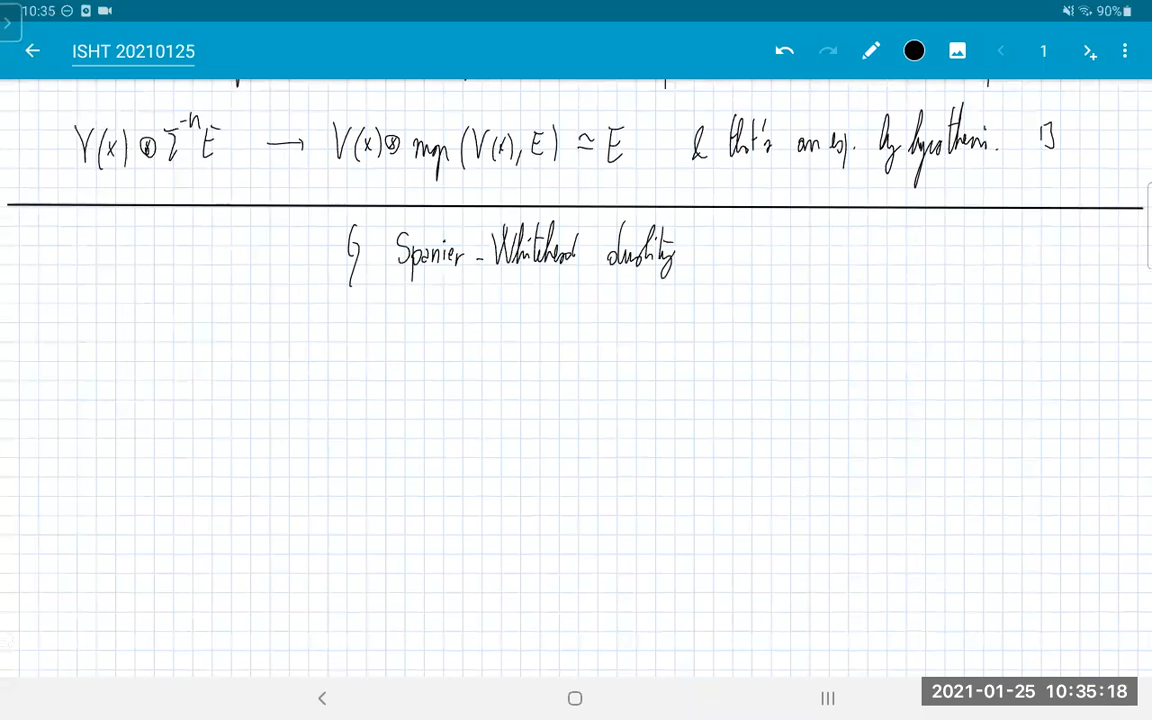 10:35 90%
ISHT 20210125 1
V(x) ⊗ Σ⁻ⁿE ⟶ V(x) ⊗ map (V(x), E) ≃ E & that's an eq. by hypothesis. □
§ Spanier - Whitehead duality
2021-01-25 10:35:18